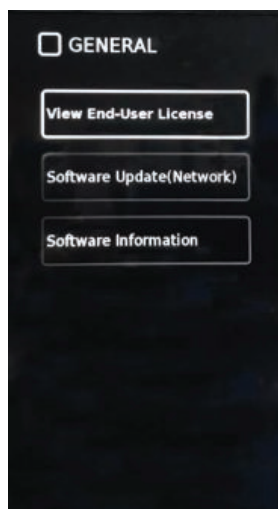 GENERAL
View End-User License
Software Update(Network)
Software Information